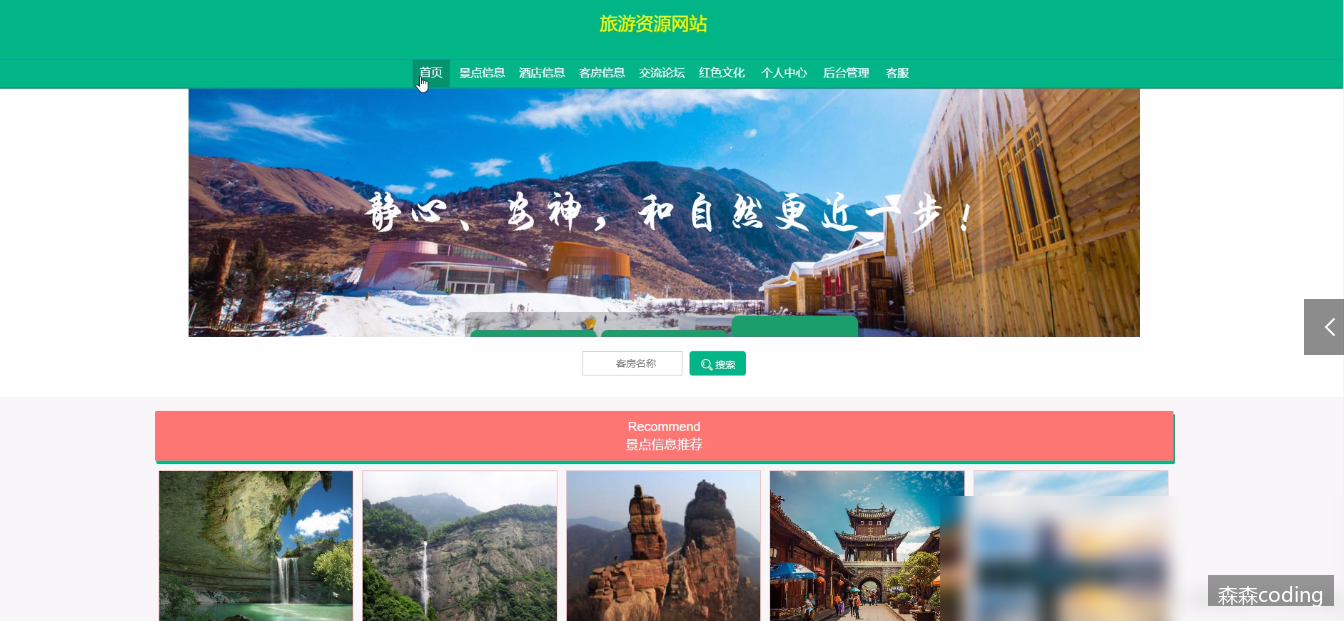 旅游资源网站
首页 景点信息 酒店信息 客房信息 交流论坛 红色文化 个人中心 后台管理 客服
静心、安神，和自然更近一步！
客房名称 搜索
Recommend
景点信息推荐
森森coding